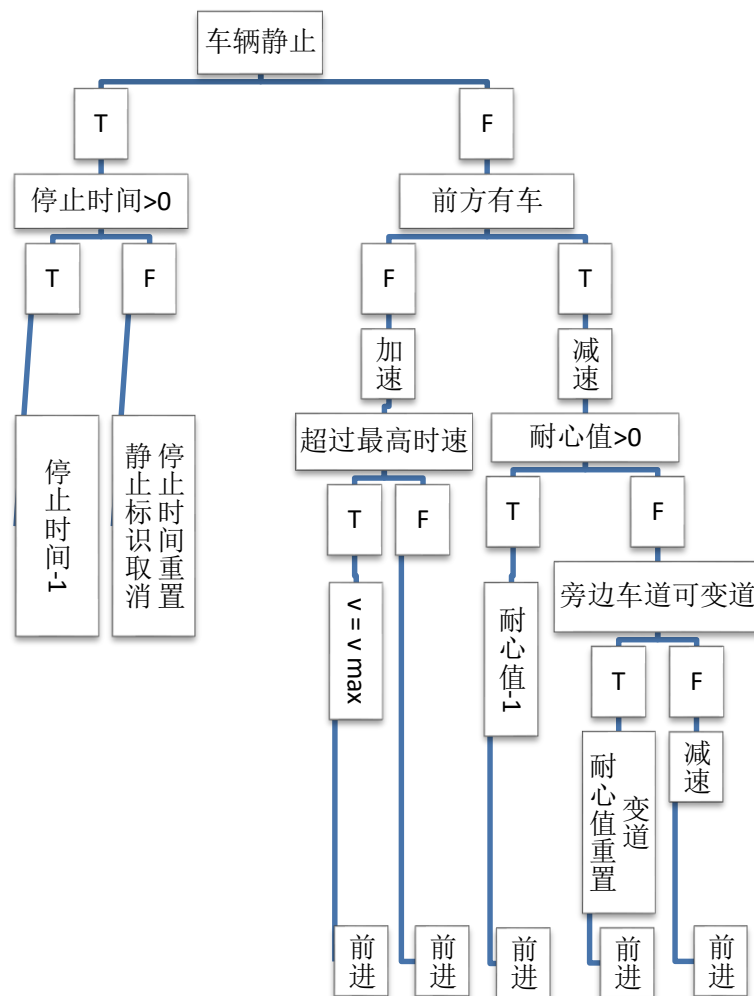 车辆静止
T
F
停止时间>0
前方有车
T
F
F
T
加速
减速
停止时间-1
停止时间重置
静止标识取消
超过最高时速
耐心值>0
T
F
T
F
v = v max
耐心值-1
旁边车道可变道
T
F
变道
耐心值重置
减速
前进
前进
前进
前进
前进